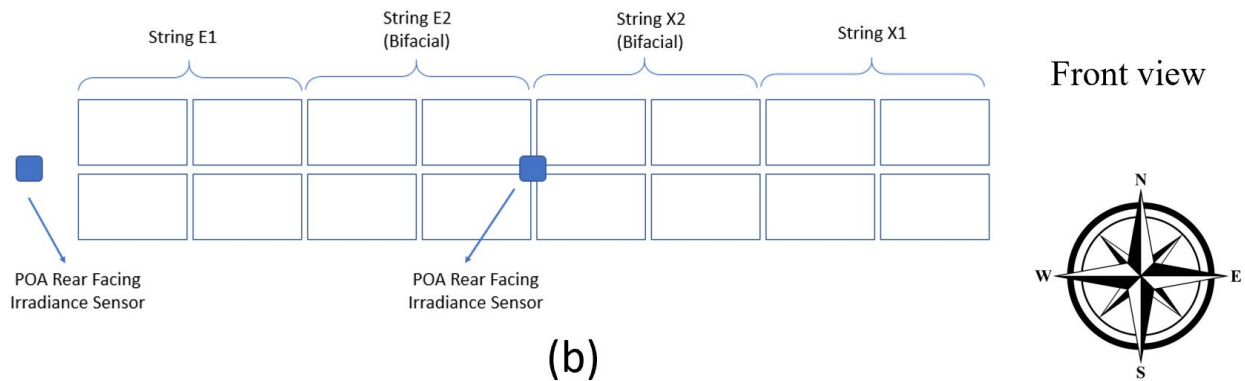 String E1
String E2
(Bifacial)
String X2
(Bifacial)
String X1
Front view
POA Rear Facing
Irradiance Sensor
POA Rear Facing
Irradiance Sensor
N
W
E
S
(b)